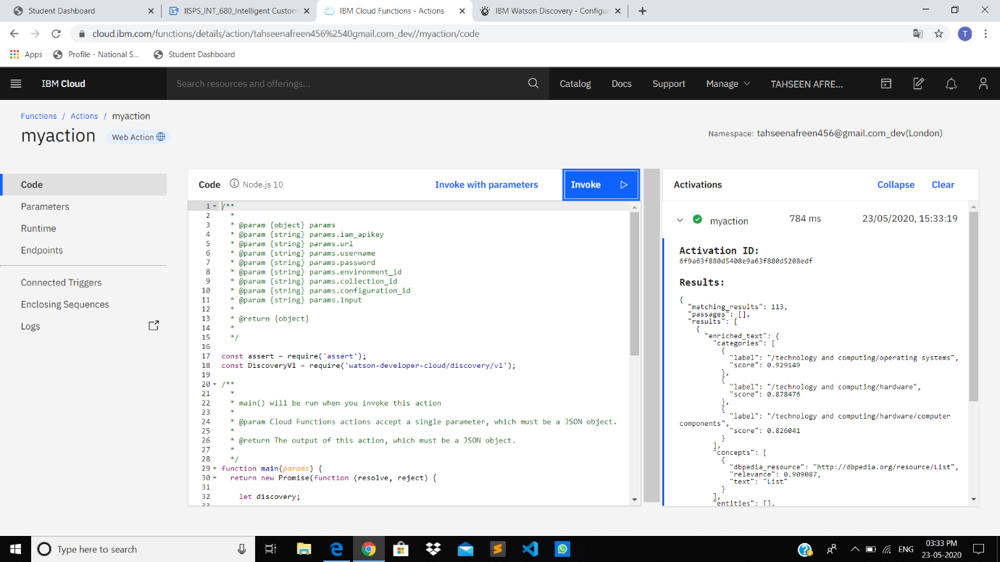 Student Dashboard
IISPS_INT_680_Intelligent Custom
IBM Cloud Functions - Actions
IBM Watson Discovery - Configu
cloud.ibm.com/functions/details/action/tahseenafreen456%2540gmail.com_dev//myaction/code
T
Apps
Profile - National S...
Student Dashboard
IBM Cloud
Search resources and offerings...
Catalog
Docs
Support
Manage
TAHSEEN AFRE...
Functions / Actions / myaction
myaction
Web Action
Namespace: tahseenafreen456@gmail.com_dev(London)
Code
Parameters
Runtime
Endpoints
Connected Triggers
Enclosing Sequences
Logs
Code
Node.js 10
Invoke with parameters
Invoke
1 /**
2 *
3 * @param {object} params
4 * @param {string} params.iam_apikey
5 * @param {string} params.url
6 * @param {string} params.username
7 * @param {string} params.password
8 * @param {string} params.environment_id
9 * @param {string} params.collection_id
10 * @param {string} params.configuration_id
11 * @param {string} params.input
12 *
13 * @return {object}
14 *
15 */
16
17 const assert = require('assert');
18 const DiscoveryV1 = require('watson-developer-cloud/discovery/v1');
19
20 /**
21 *
22 * main() will be run when you invoke this action
23 *
24 * @param Cloud Functions actions accept a single parameter, which must be a JSON object.
25 *
26 * @return The output of this action, which must be a JSON object.
27 *
28 */
29 function main(params) {
30 return new Promise(function (resolve, reject) {
31
32 let discovery;
33
Activations
Collapse
Clear
myaction
784 ms
23/05/2020, 15:33:19
Activation ID:
6f9a63f880d5408e9a63f880d5208edf
Results:
{
"matching_results": 113,
"passages": [],
"results": [
{
"enriched_text": {
"categories": [
{
"label": "/technology and computing/operating systems",
"score": 0.929149
},
{
"label": "/technology and computing/hardware",
"score": 0.878476
},
{
"label": "/technology and computing/hardware/computer
components",
"score": 0.826041
}
],
"concepts": [
{
"dbpedia_resource": "http://dbpedia.org/resource/List",
"relevance": 0.909087,
"text": "List"
}
],
"entities": [],
Type here to search
ENG
03:33 PM
23-05-2020